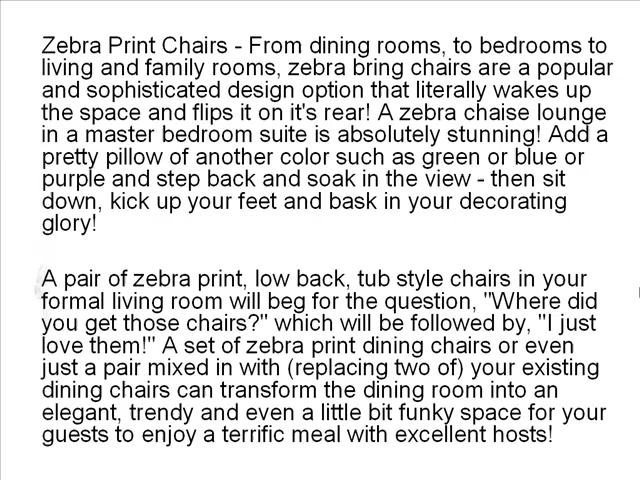 Zebra Print Chairs - From dining rooms, to bedrooms to
living and family rooms, zebra bring chairs are a popular
and sophisticated design option that literally wakes up
the space and flips it on it's rear! A zebra chaise lounge
in a master bedroom suite is absolutely stunning! Add a
pretty pillow of another color such as green or blue or
purple and step back and soak in the view - then sit
down, kick up your feet and bask in your decorating
glory!
A pair of zebra print, low back, tub style chairs in your
formal living room will beg for the question, "Where did
you get those chairs?" which will be followed by, "I just
love them!" A set of zebra print dining chairs or even
just a pair mixed in with (replacing two of) your existing
dining chairs can transform the dining room into an
elegant, trendy and even a little bit funky space for your
guests to enjoy a terrific meal with excellent hosts!